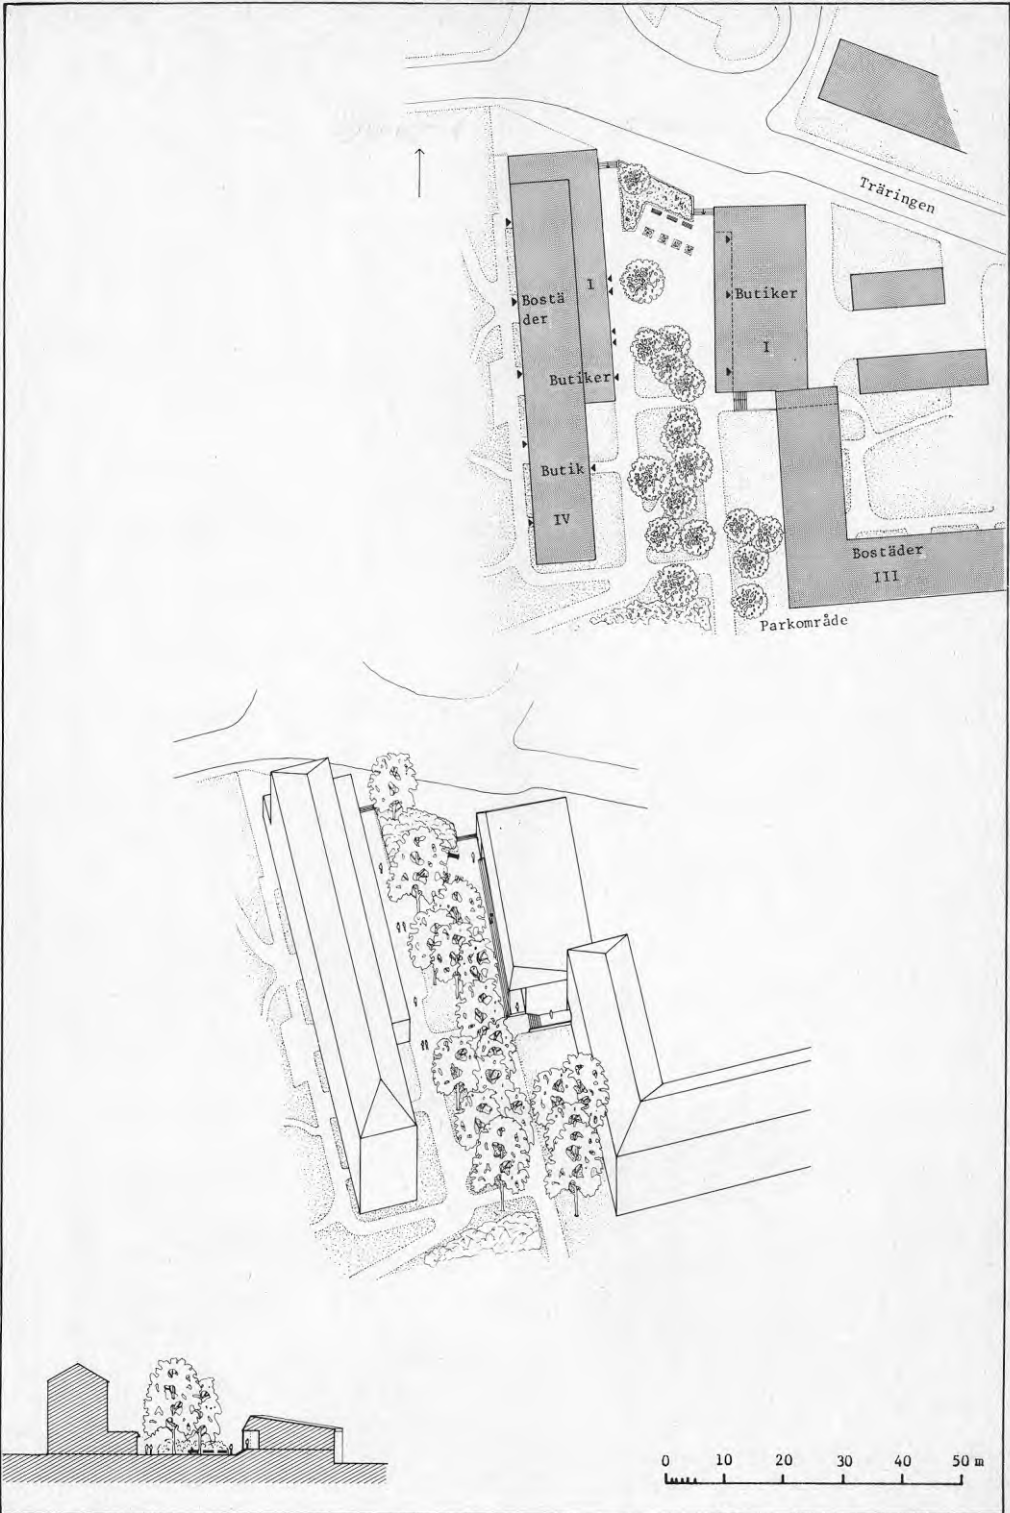 Träringen
Bostä
der
I
Butiker
I
Butiker
Butik
IV
Bostäder
III
Parkområde
0 10 20 30 40 50 m